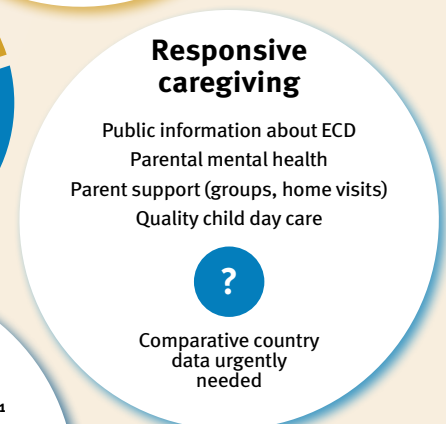 Responsive
caregiving
Public information about ECD
Parental mental health
Parent support (groups, home visits)
Quality child day care
?
Comparative country
data urgently
needed
1